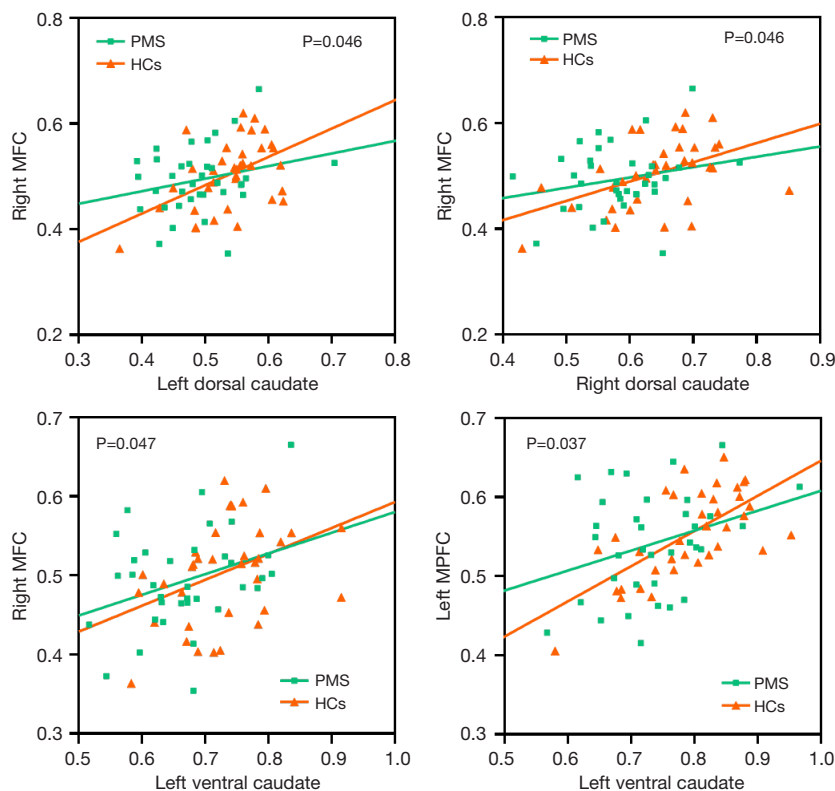 0.8
0.6
0.4
0.2
Right MFC
PMS
HCs
P=0.046
0.3 0.4 0.5 0.6 0.7 0.8
Left dorsal caudate
0.8
0.6
0.4
0.2
Right MFC
PMS
HCs
P=0.046
0.4 0.5 0.6 0.7 0.8 0.9
Right dorsal caudate
0.7
0.6
0.5
0.4
0.3
Right MFC
P=0.047
PMS
HCs
0.5 0.6 0.7 0.8 0.9 1.0
Left ventral caudate
0.7
0.6
0.5
0.4
0.3
Left MPFC
P=0.037
PMS
HCs
0.5 0.6 0.7 0.8 0.9 1.0
Left ventral caudate